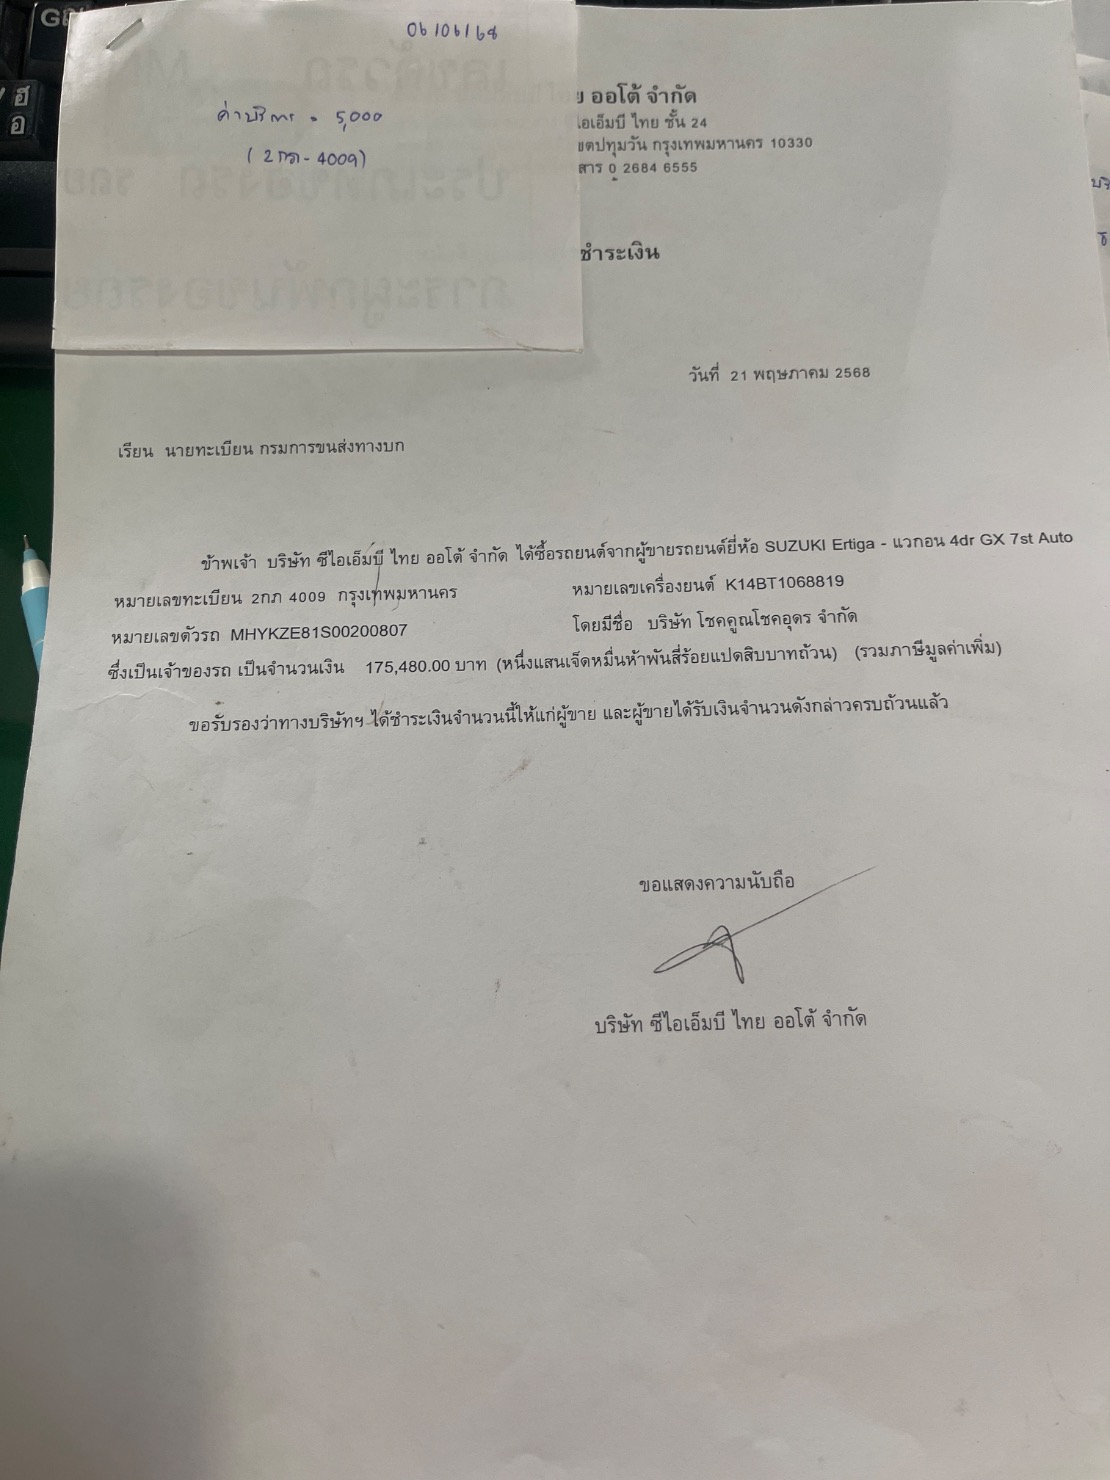 06/06/68
ค่าบริการ = 5,000
(2กภ-4009)
ย ออโต้ จำกัด
ไอเอ็มบี ไทย ชั้น 24
ขตปทุมวัน กรุงเทพมหานคร 10330
สาร 0 2684 6555
ชำระเงิน
วันที่ 21 พฤษภาคม 2568
เรียน นายทะเบียน กรมการขนส่งทางบก
ข้าพเจ้า บริษัท ซีไอเอ็มบี ไทย ออโต้ จำกัด ได้ซื้อรถยนต์จากผู้ขายรถยนต์ยี่ห้อ SUZUKI Ertiga - แวกอน 4dr GX 7st Auto
หมายเลขทะเบียน 2กภ 4009 กรุงเทพมหานคร หมายเลขเครื่องยนต์ K14BT1068819
หมายเลขตัวรถ MHYKZE81S00200807 โดยมีชื่อ บริษัท โชคคูณโชคอุดร จำกัด
ซึ่งเป็นเจ้าของรถ เป็นจำนวนเงิน 175,480.00 บาท (หนึ่งแสนเจ็ดหมื่นห้าพันสี่ร้อยแปดสิบบาทถ้วน) (รวมภาษีมูลค่าเพิ่ม)
ขอรับรองว่าทางบริษัทฯ ได้ชำระเงินจำนวนนี้ให้แก่ผู้ขาย และผู้ขายได้รับเงินจำนวนดังกล่าวครบถ้วนแล้ว
ขอแสดงความนับถือ
บริษัท ซีไอเอ็มบี ไทย ออโต้ จำกัด